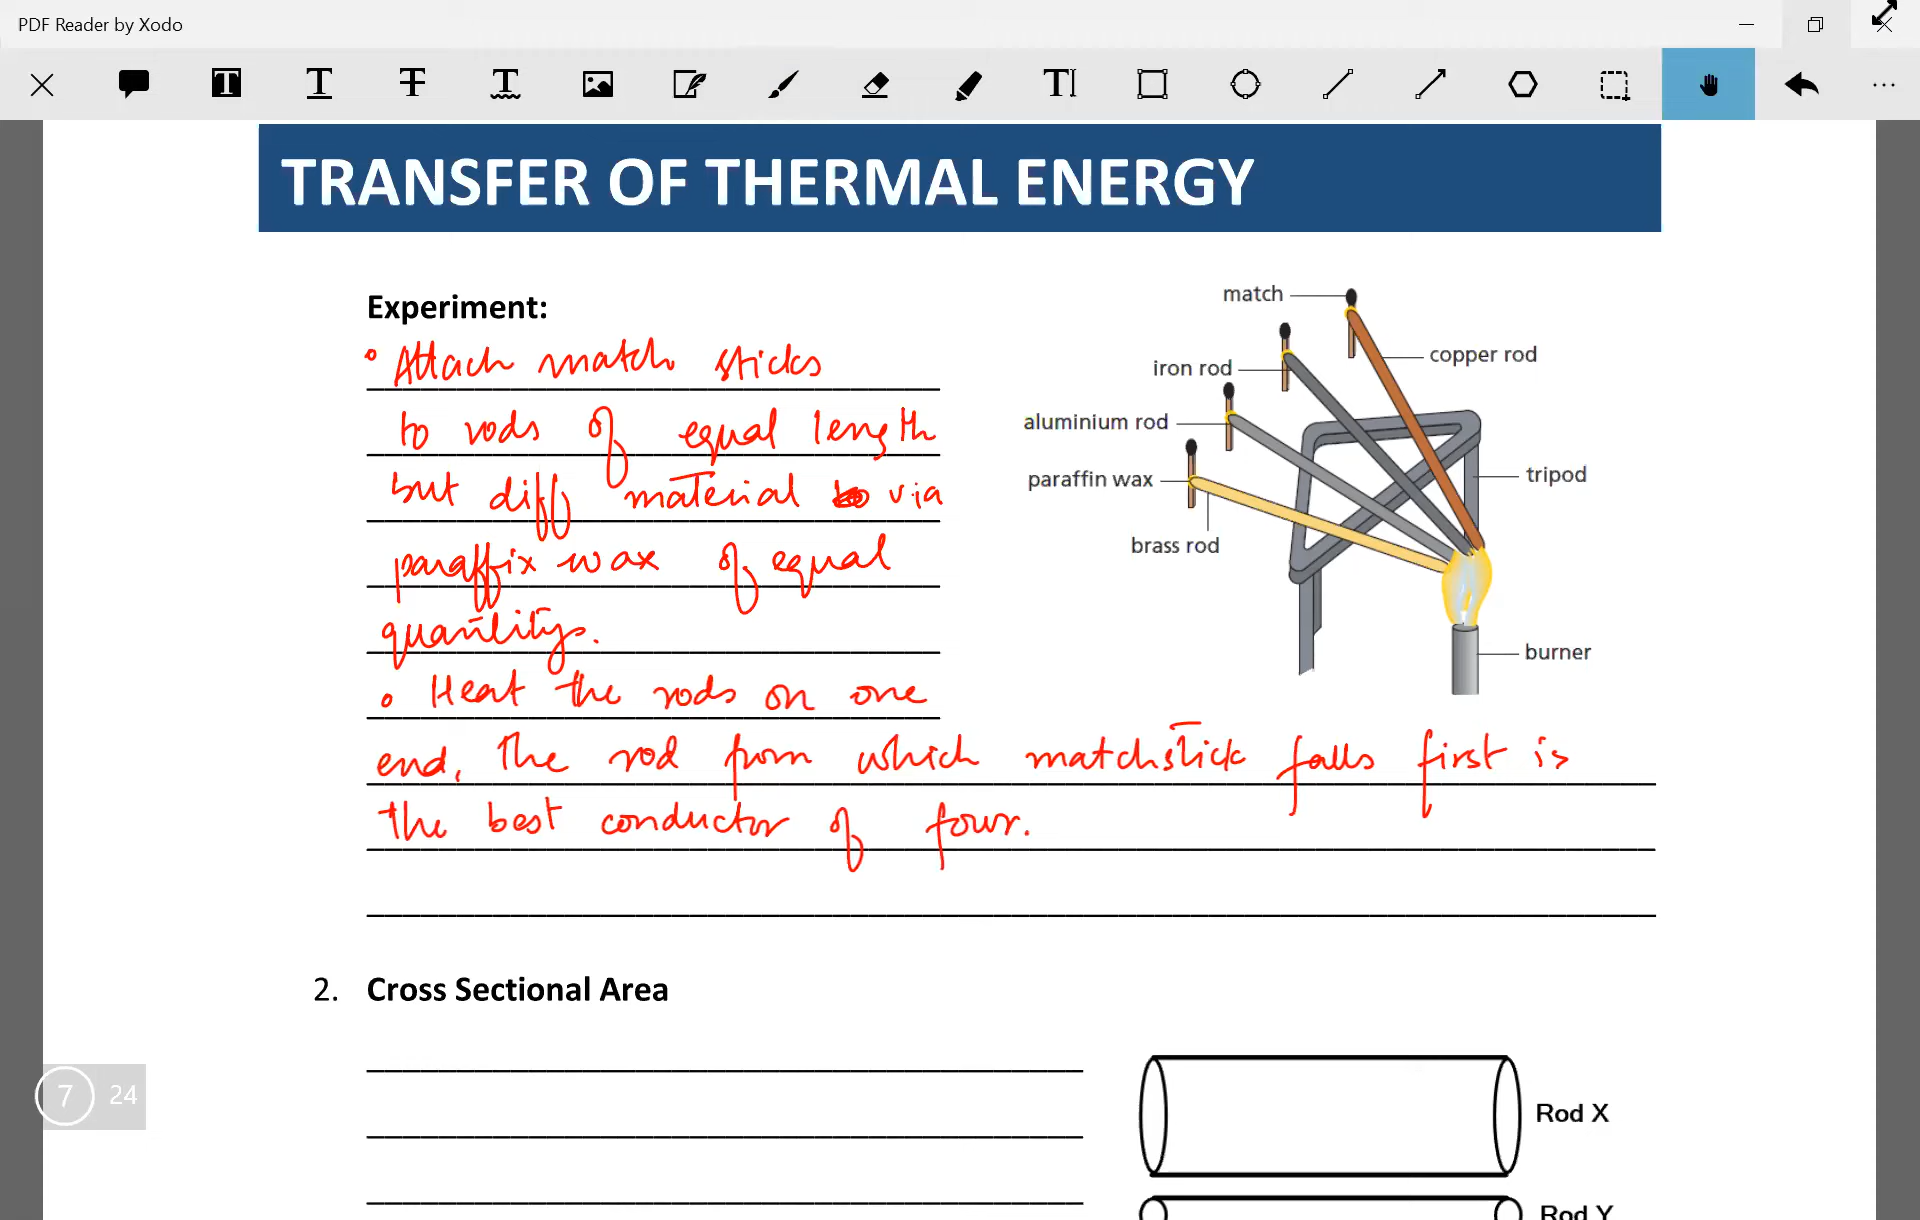 PDF Reader by Xodo
TRANSFER OF THERMAL ENERGY
Experiment:
• Attach match sticks
to rods of equal length
but diff material via
paraffix wax of equal
quantity.
• Heat the rods on one
end. The rod from which matchstick falls first is
the best conductor of four.
match
iron rod
copper rod
aluminium rod
paraffin wax
tripod
brass rod
burner
2. Cross Sectional Area
Rod X
Rod Y
7 24